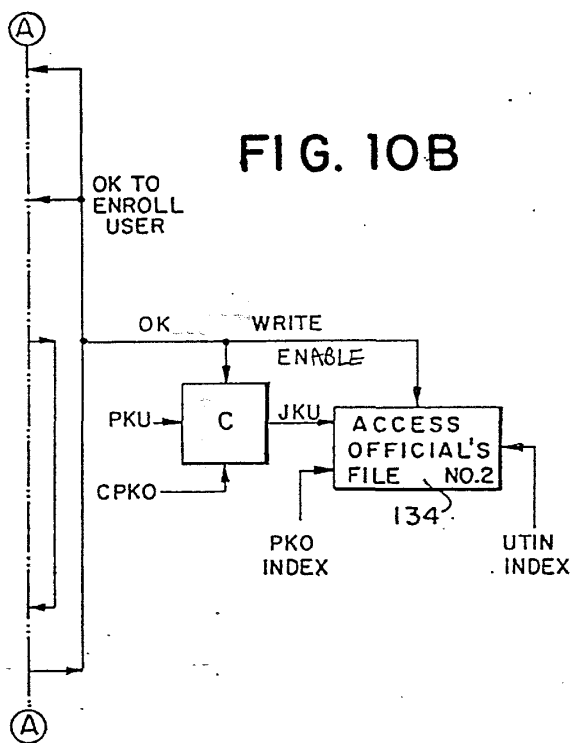 A
FIG. 10B
OK TO
ENROLL
USER
OK WRITE
ENABLE
PKU
C
JKU
CPKO
ACCESS
OFFICIAL'S
FILE NO.2
134
PKO
INDEX
UTIN
INDEX
A